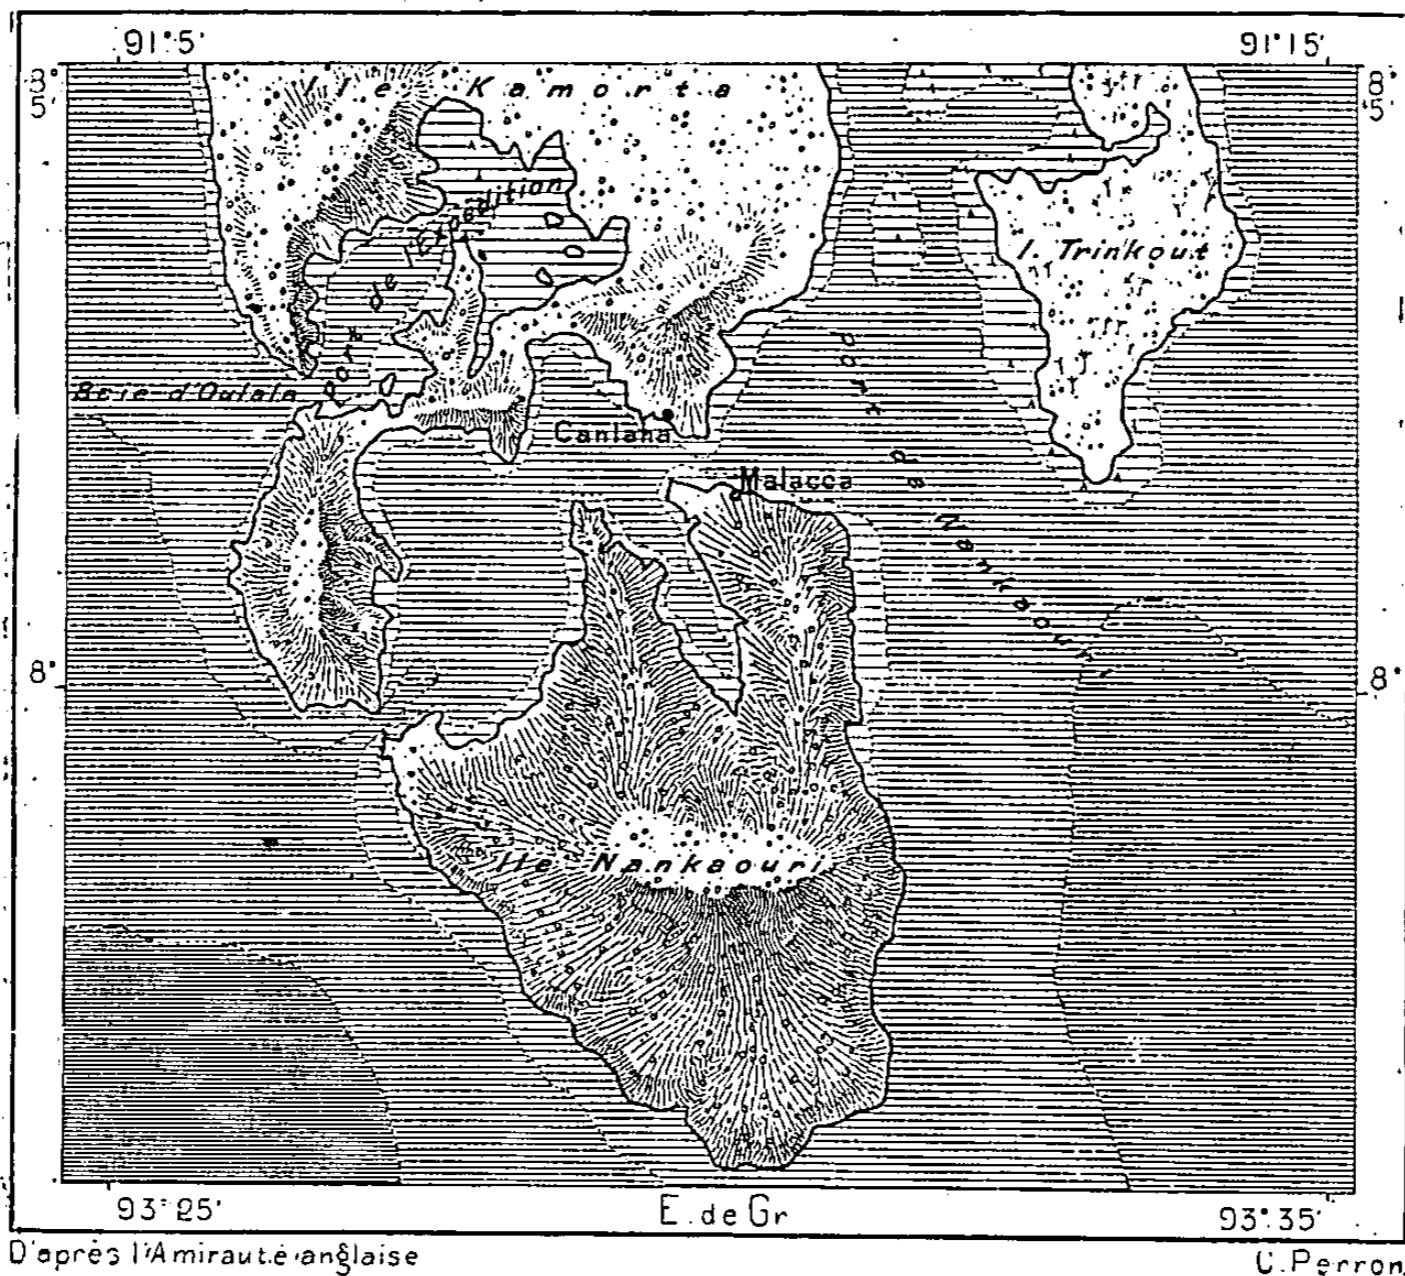 91°5'
91°15'
8°
5'
8°
5'
Ile Kamorta
Port de l'Expédition
I. Trinkout
Baie d'Oulala
Canlaha
Malacca
Port de Nankaouri
8°
8°
Ile Nankaouri
93°25'
E. de Gr
93°35'
D'après l'Amirauté anglaise
C. Perron